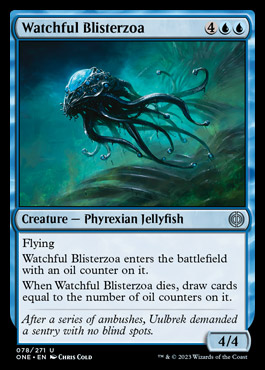 Watchful Blisterzoa 4
Creature — Phyrexian Jellyfish
Flying
Watchful Blisterzoa enters the battlefield
with an oil counter on it.
When Watchful Blisterzoa dies, draw cards
equal to the number of oil counters on it.
After a series of ambushes, Uulbrek demanded
a sentry with no blind spots.
4/4
078/271 U
ONE • EN Chris Cold
™ & © 2023 Wizards of the Coast